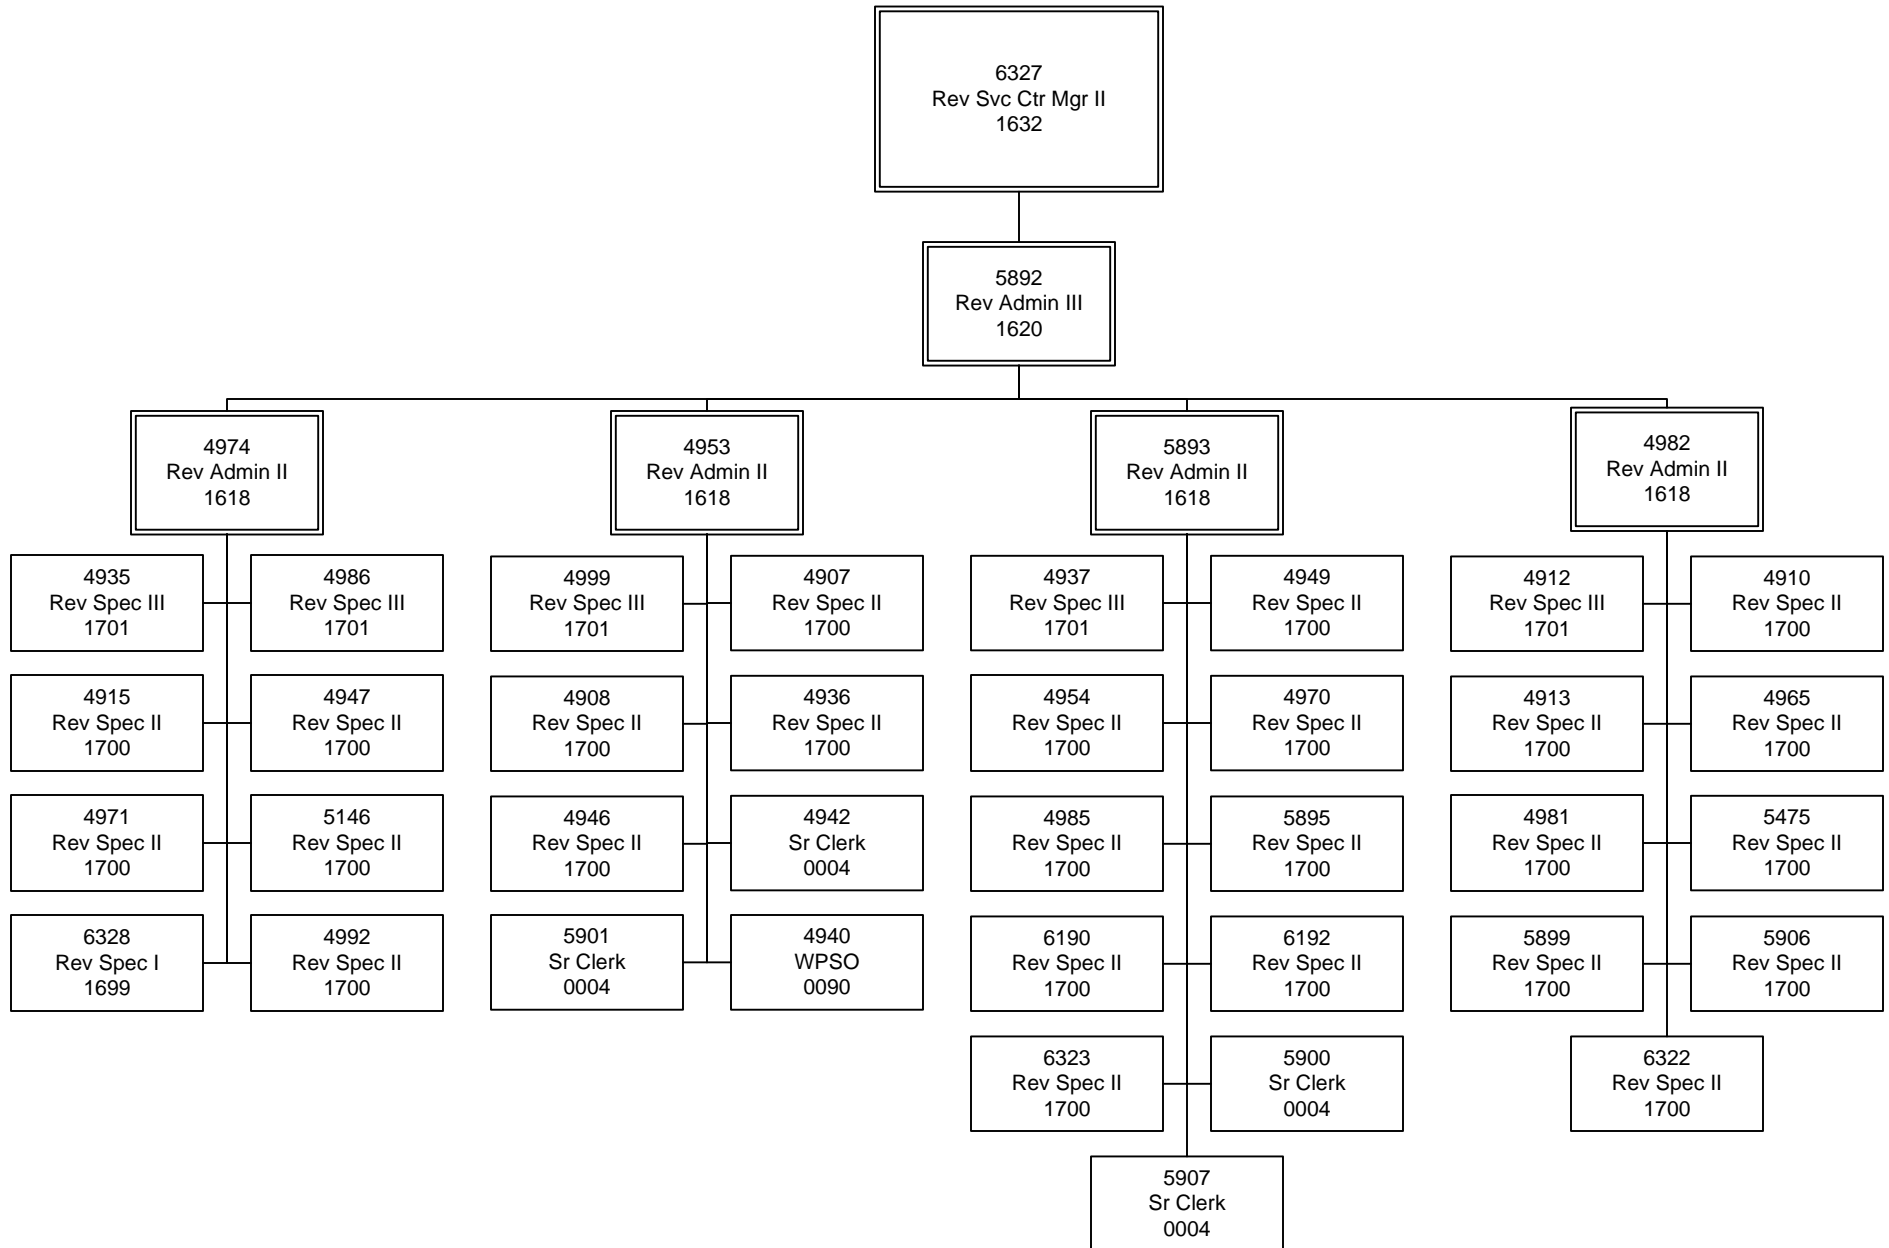 6327
Rev Svc Ctr Mgr II
1632
5892
Rev Admin III
1620
4974
Rev Admin II
1618
4953
Rev Admin II
1618
5893
Rev Admin II
1618
4982
Rev Admin II
1618
4935
Rev Spec III
1701
4986
Rev Spec III
1701
4999
Rev Spec III
1701
4907
Rev Spec II
1700
4937
Rev Spec III
1701
4949
Rev Spec II
1700
4912
Rev Spec III
1701
4910
Rev Spec II
1700
4915
Rev Spec II
1700
4947
Rev Spec II
1700
4908
Rev Spec II
1700
4936
Rev Spec II
1700
4954
Rev Spec II
1700
4970
Rev Spec II
1700
4913
Rev Spec II
1700
4965
Rev Spec II
1700
4971
Rev Spec II
1700
5146
Rev Spec II
1700
4946
Rev Spec II
1700
4942
Sr Clerk
0004
4985
Rev Spec II
1700
5895
Rev Spec II
1700
4981
Rev Spec II
1700
5475
Rev Spec II
1700
6328
Rev Spec I
1699
4992
Rev Spec II
1700
5901
Sr Clerk
0004
4940
WPSO
0090
6190
Rev Spec II
1700
6192
Rev Spec II
1700
5899
Rev Spec II
1700
5906
Rev Spec II
1700
6323
Rev Spec II
1700
5900
Sr Clerk
0004
6322
Rev Spec II
1700
5907
Sr Clerk
0004